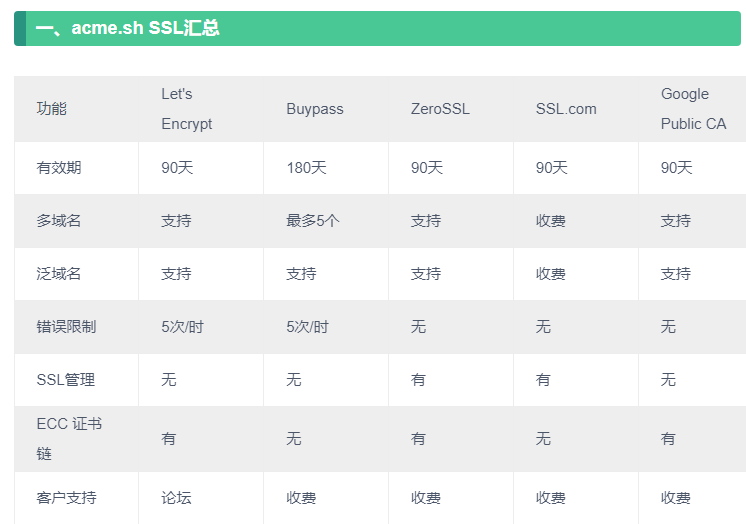 一、acme.sh SSL汇总
功能 Let's Encrypt Buypass ZeroSSL SSL.com Google Public CA
有效期 90天 180天 90天 90天 90天
多域名 支持 最多5个 支持 收费 支持
泛域名 支持 支持 支持 收费 支持
错误限制 5次/时 5次/时 无 无 无
SSL管理 无 无 有 有 无
ECC 证书链 有 无 有 无 有
客户支持 论坛 收费 收费 收费 收费